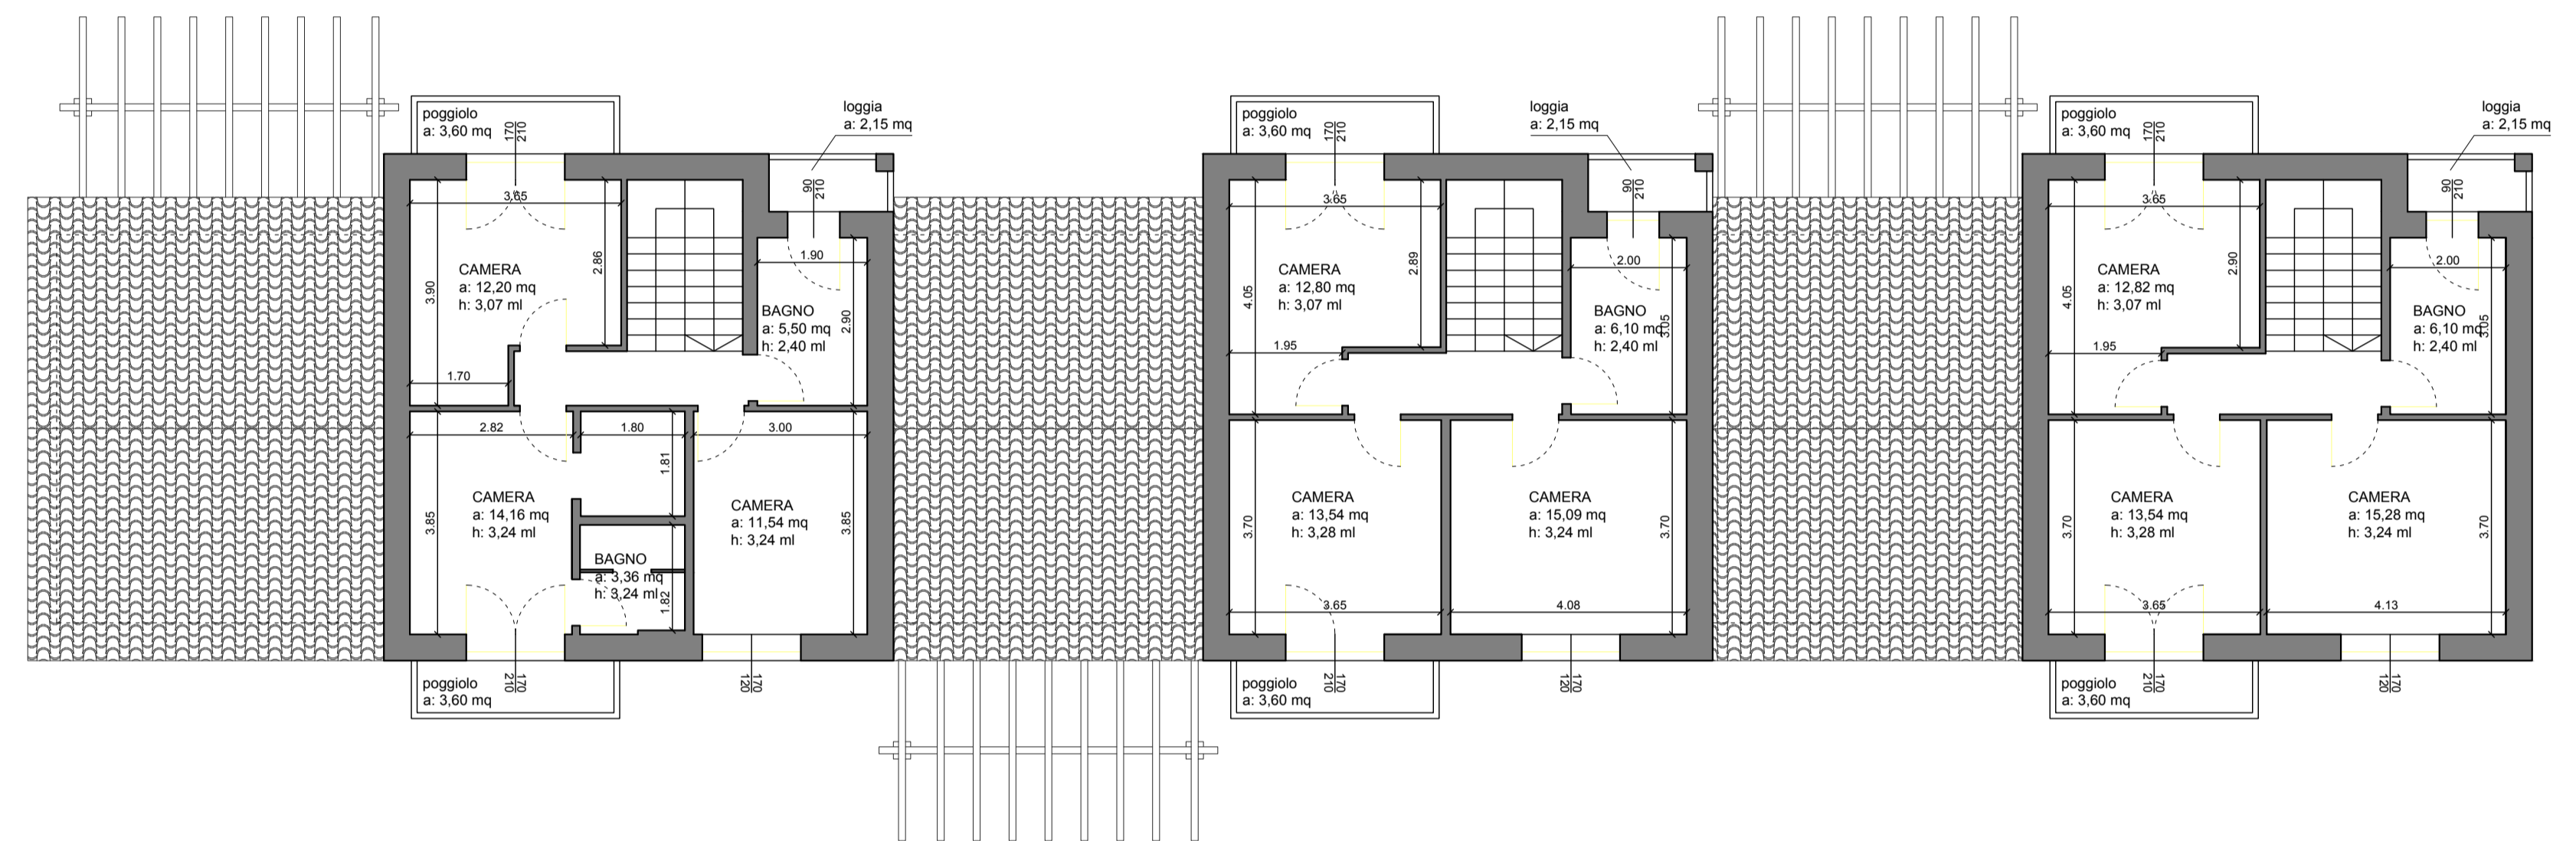 poggiolo
a: 3,60 mq
170
210
loggia
a: 2,15 mq
90
210
3.65
3.90
2.86
CAMERA
a: 12,20 mq
h: 3,07 ml
1.70
1.90
BAGNO
a: 5,50 mq
h: 2,40 ml
2.90
2.82
1.80
3.00
1.81
3.85
CAMERA
a: 14,16 mq
h: 3,24 ml
CAMERA
a: 11,54 mq
h: 3,24 ml
3.85
BAGNO
a: 3,36 mq
h: 3,24 ml
1.82
poggiolo
a: 3,60 mq
170
210
170
120
poggiolo
a: 3,60 mq
170
210
loggia
a: 2,15 mq
90
210
3.65
4.05
2.89
CAMERA
a: 12,80 mq
h: 3,07 ml
1.95
2.00
BAGNO
a: 6,10 mq
h: 2,40 ml
3.05
CAMERA
a: 13,54 mq
h: 3,28 ml
3.70
CAMERA
a: 15,09 mq
h: 3,24 ml
3.70
3.65
4.08
poggiolo
a: 3,60 mq
170
210
170
120
poggiolo
a: 3,60 mq
170
210
loggia
a: 2,15 mq
90
210
3.65
4.05
2.90
CAMERA
a: 12,82 mq
h: 3,07 ml
1.95
2.00
BAGNO
a: 6,10 mq
h: 2,40 ml
3.05
CAMERA
a: 13,54 mq
h: 3,28 ml
3.70
CAMERA
a: 15,28 mq
h: 3,24 ml
3.70
3.65
4.13
poggiolo
a: 3,60 mq
170
210
170
120